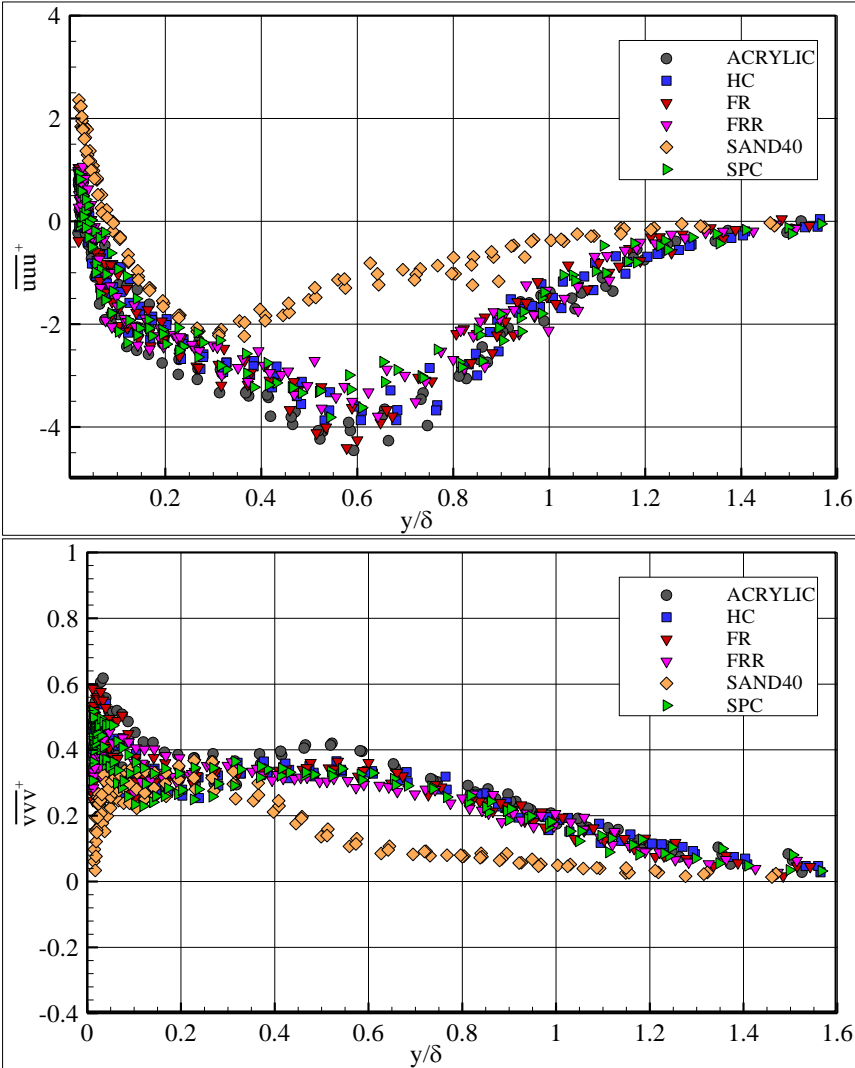 4
2
0
-2
-4
uuu+
ACRYLIC
HC
FR
FRR
SAND40
SPC
0.2 0.4 0.6 0.8 1 1.2 1.4 1.6
y/δ
1
0.8
0.6
0.4
0.2
0
-0.2
-0.4
vvv+
ACRYLIC
HC
FR
FRR
SAND40
SPC
0 0.2 0.4 0.6 0.8 1 1.2 1.4 1.6
y/δ